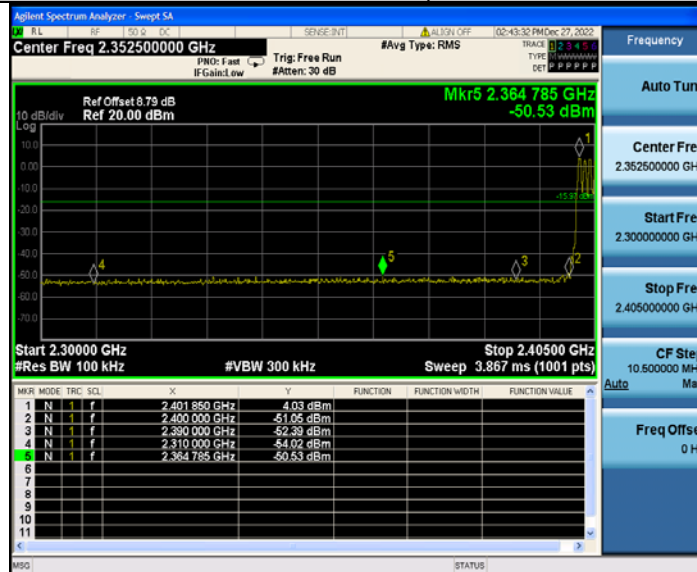 Agilent Spectrum Analyzer - Swept SA
RL RF 50 Ω DC SENSE:INT ALIGN OFF 02:43:32 PM Dec 27, 2022
Center Freq 2.352500000 GHz
#Avg Type: RMS
TRACE 1 2 3 4 5 6
PNO: Fast Trig: Free Run
TYPE M
IFGain:Low #Atten: 30 dB
DET P P P P P P
Mkr5 2.364 785 GHz
-50.53 dBm
Ref Offset 8.79 dB
10 dB/div Ref 20.00 dBm
Log
10.0
0.00
-10.0
-20.0
-30.0
-40.0
-50.0
-60.0
-70.0
1
-15.97 dBm
4
5
3
2
Start 2.30000 GHz Stop 2.40500 GHz
#Res BW 100 kHz #VBW 300 kHz Sweep 3.867 ms (1001 pts)
MKR MODE TRC SCL X Y FUNCTION FUNCTION WIDTH FUNCTION VALUE
1 N 1 f 2.401 850 GHz 4.03 dBm
2 N 1 f 2.400 000 GHz -51.05 dBm
3 N 1 f 2.390 000 GHz -52.39 dBm
4 N 1 f 2.310 000 GHz -54.02 dBm
5 N 1 f 2.364 785 GHz -50.53 dBm
6
7
8
9
10
11
MSG STATUS
Frequency
Auto Tun
Center Fre
2.352500000 GH
Start Fre
2.300000000 GH
Stop Fre
2.405000000 GH
CF Ste
10.500000 MH
Auto Ma
Freq Offse
0 H